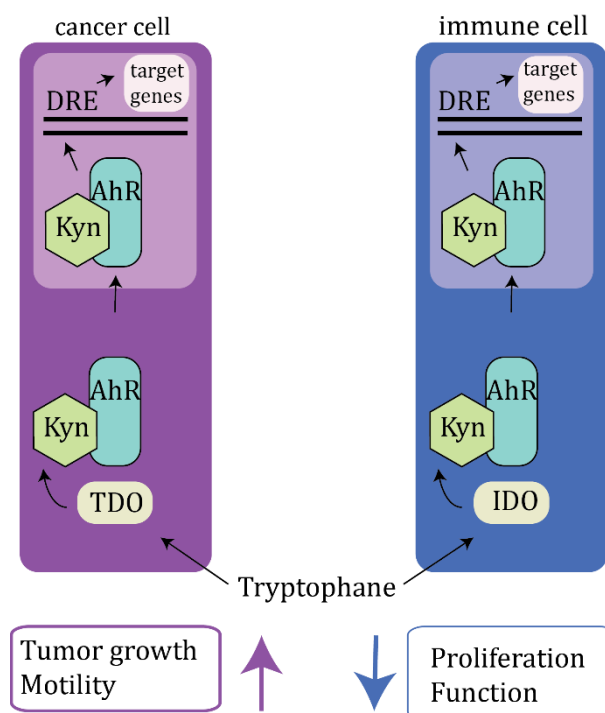 cancer cell
immune cell
target
genes
DRE
AhR
Kyn
AhR
Kyn
TDO
target
genes
DRE
AhR
Kyn
AhR
Kyn
IDO
Tryptophane
Tumor growth
Motility
Proliferation
Function